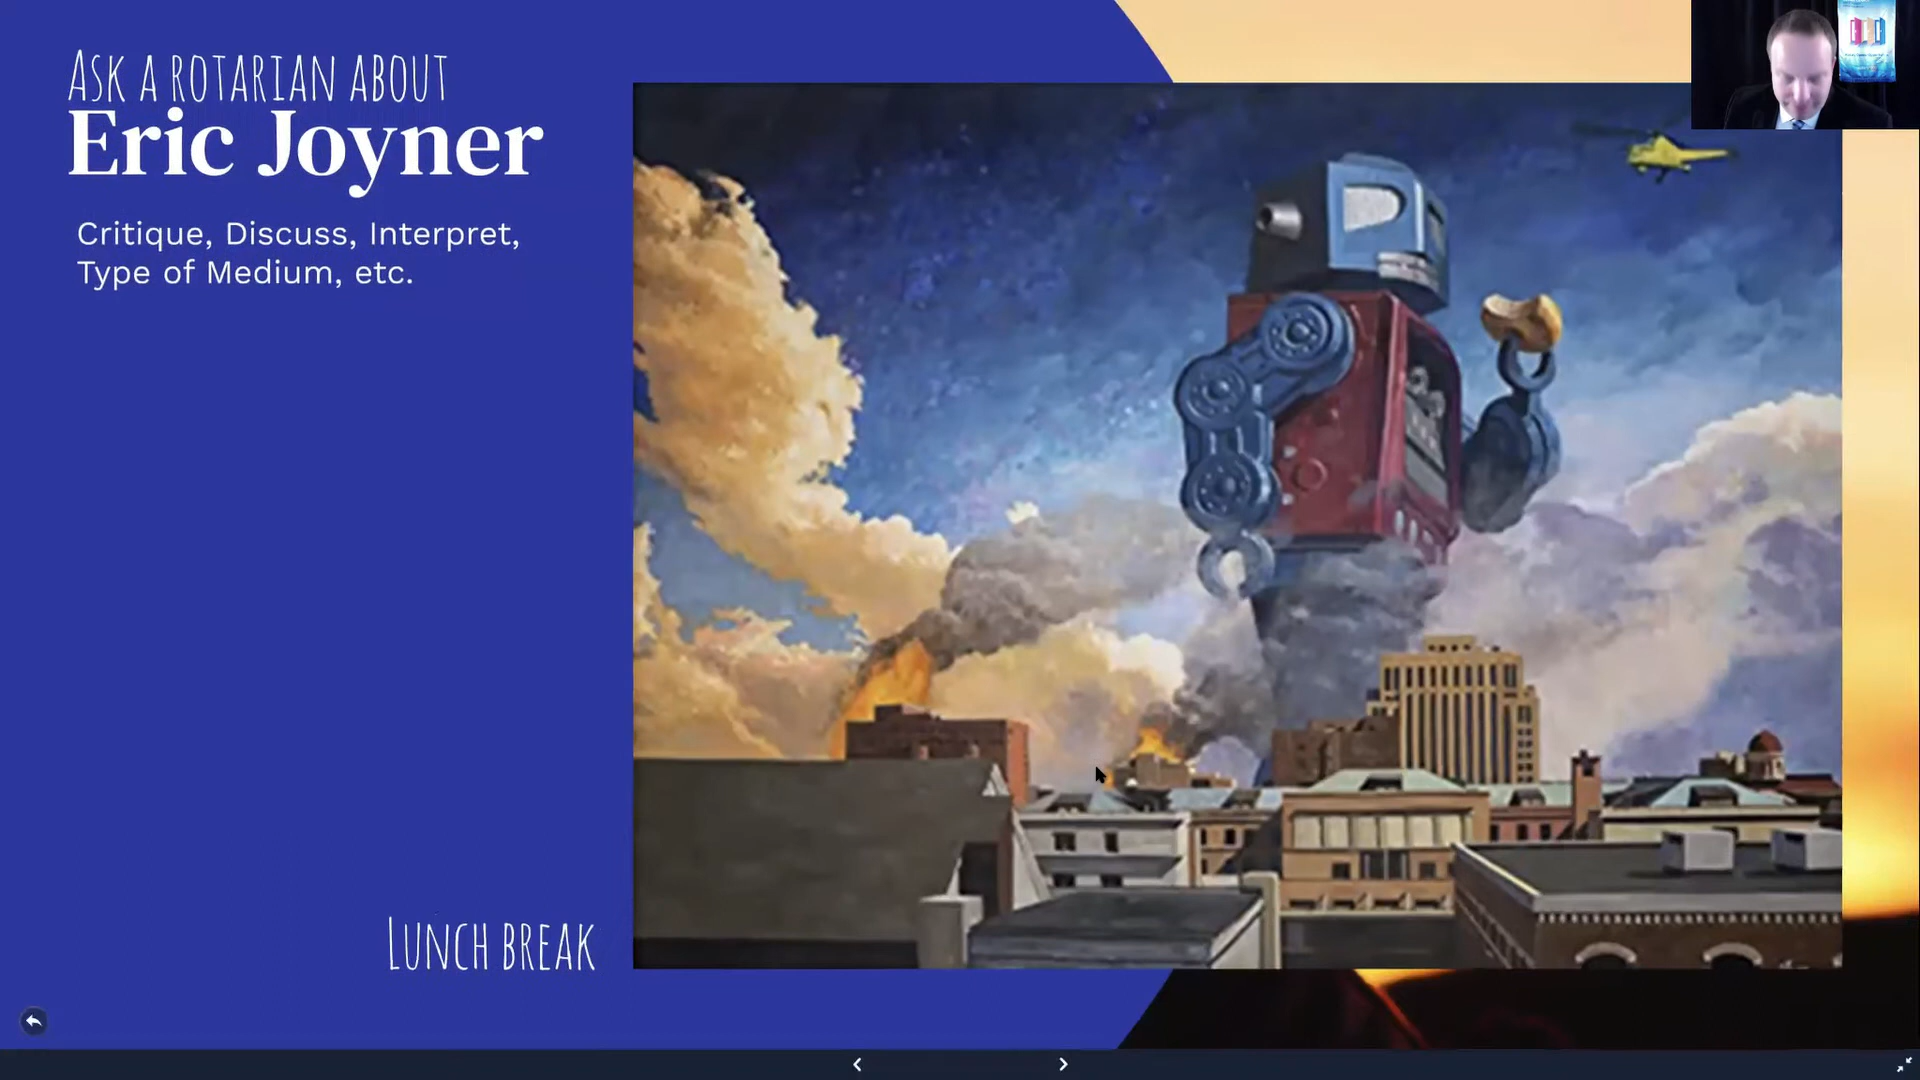 ASK A ROTARIAN ABOUT
Eric Joyner
Critique, Discuss, Interpret,
Type of Medium, etc.
LUNCH BREAK